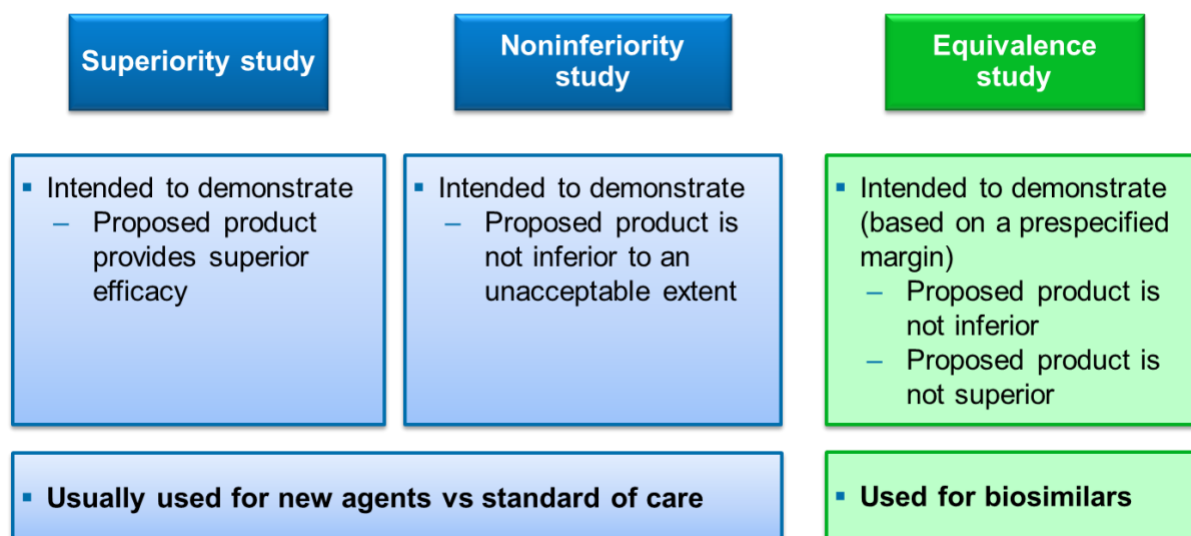 Superiority study
Noninferiority
study
Equivalence
study
▪ Intended to demonstrate
– Proposed product
provides superior
efficacy
▪ Intended to demonstrate
– Proposed product is
not inferior to an
unacceptable extent
▪ Intended to demonstrate
(based on a prespecified
margin)
– Proposed product is
not inferior
– Proposed product is
not superior
▪ Usually used for new agents vs standard of care
▪ Used for biosimilars